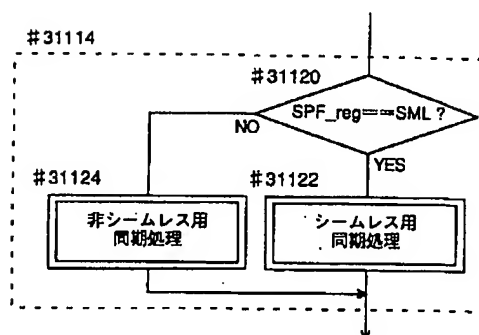 #31114
#31120
SPF_reg==SML?
NO
YES
#31124
#31122
非シームレス用
同期処理
シームレス用
同期処理